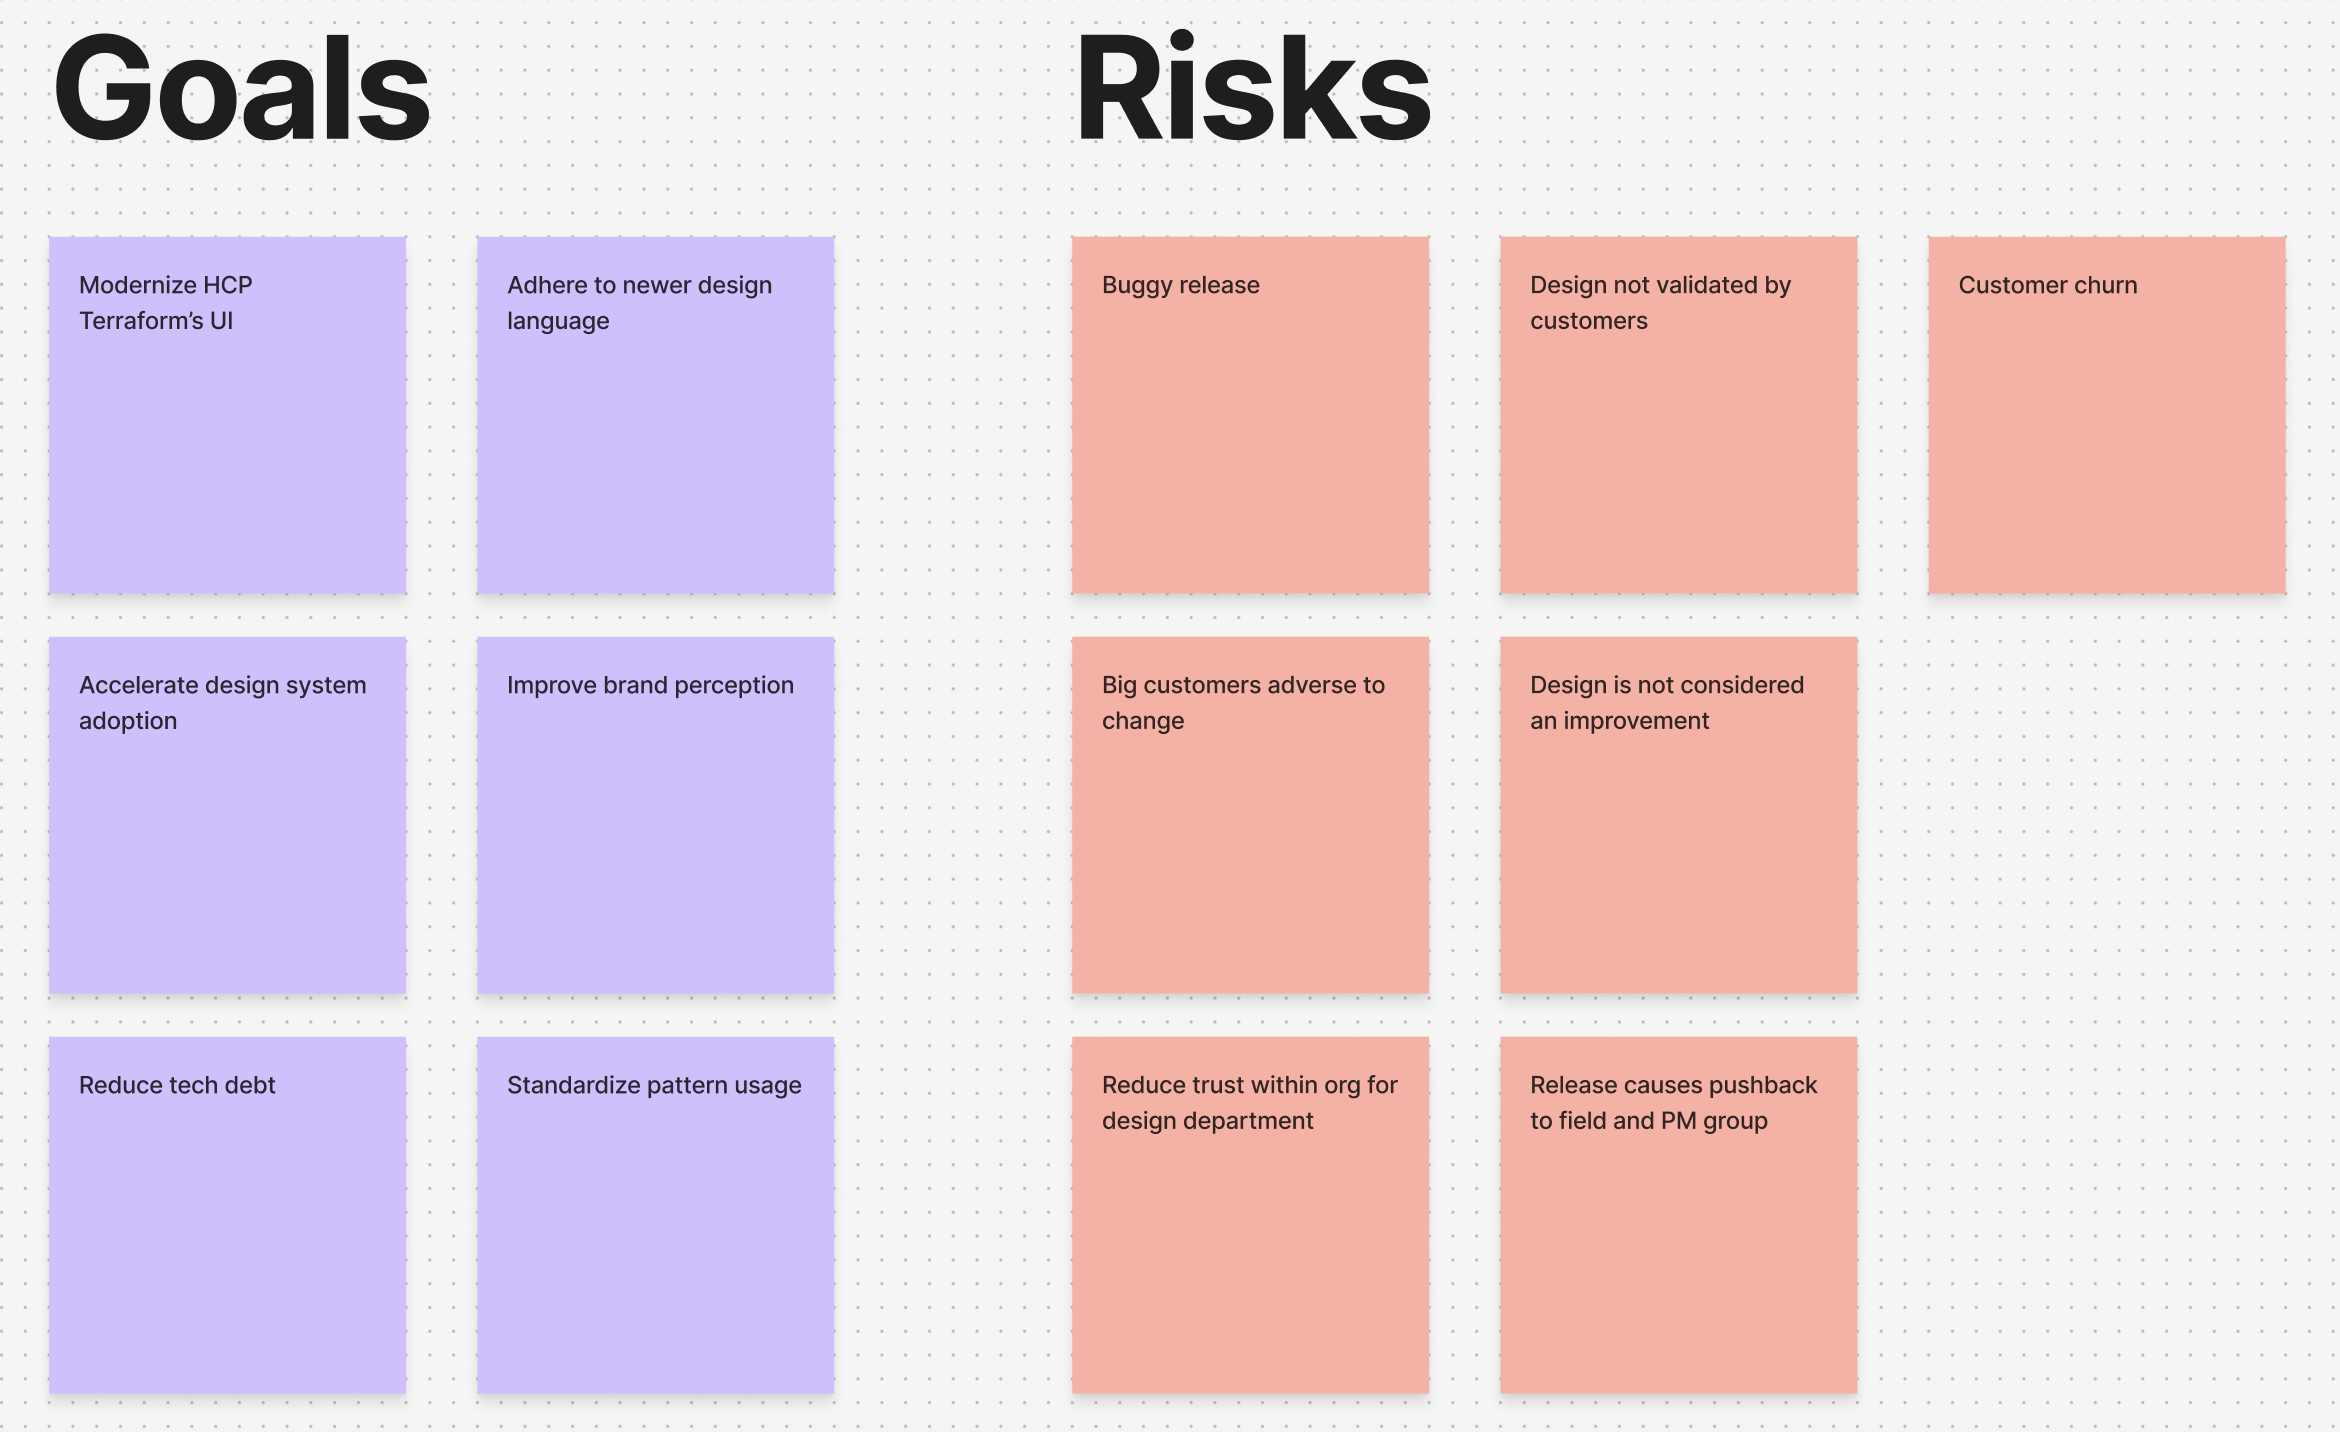 Goals
Modernize HCP
Terraform’s UI
Adhere to newer design
language
Accelerate design system
adoption
Improve brand perception
Reduce tech debt
Standardize pattern usage
Risks
Buggy release
Design not validated by
customers
Customer churn
Big customers adverse to
change
Design is not considered
an improvement
Reduce trust within org for
design department
Release causes pushback
to field and PM group